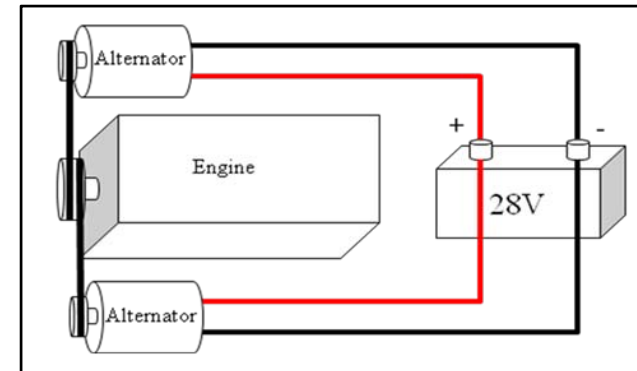 Alternator
+ -
Engine
28V
Alternator